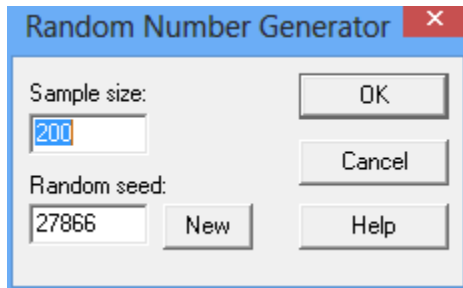 Random Number Generator
Sample size:
200
Random seed:
27866
New
OK
Cancel
Help